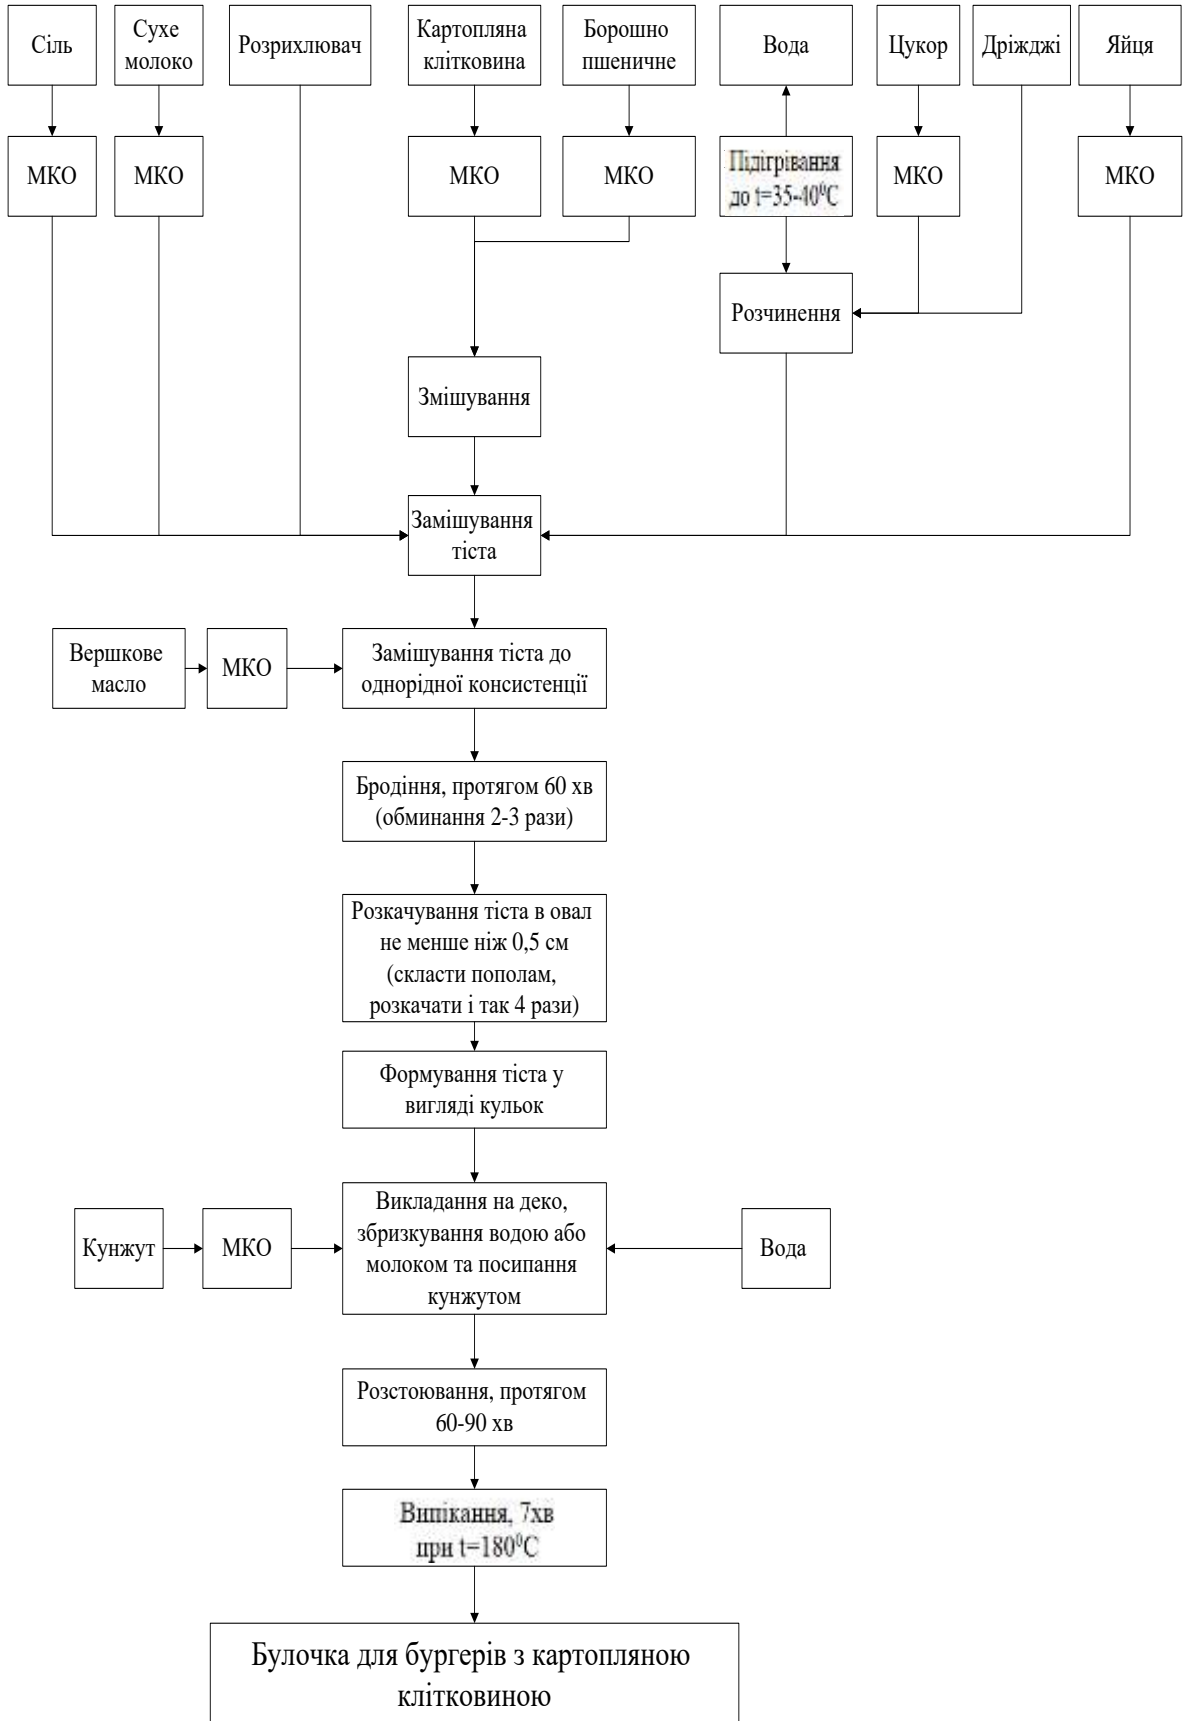 Сіль
Сухе
молоко
Розрихлювач
Картопляна
клітковина
Борошно
пшеничне
Вода
Цукор
Дріжджі
Яйця
МКО
МКО
МКО
МКО
Підігрівання
до t=35-40⁰С
МКО
МКО
Розчинення
Змішування
Замішування
тіста
Вершкове
масло
МКО
Замішування тіста до
однорідної консистенції
Бродіння, протягом 60 хв
(обминання 2-3 рази)
Розкачування тіста в овал
не менше ніж 0,5 см
(скласти пополам,
розкачати і так 4 рази)
Формування тіста у
вигляді кульок
Кунжут
МКО
Викладання на деко,
збризкування водою або
молоком та посипання
кунжутом
Вода
Розстоювання, протягом
60-90 хв
Випікання, 7хв
при t=180⁰С
Булочка для бургерів з картопляною
клітковиною